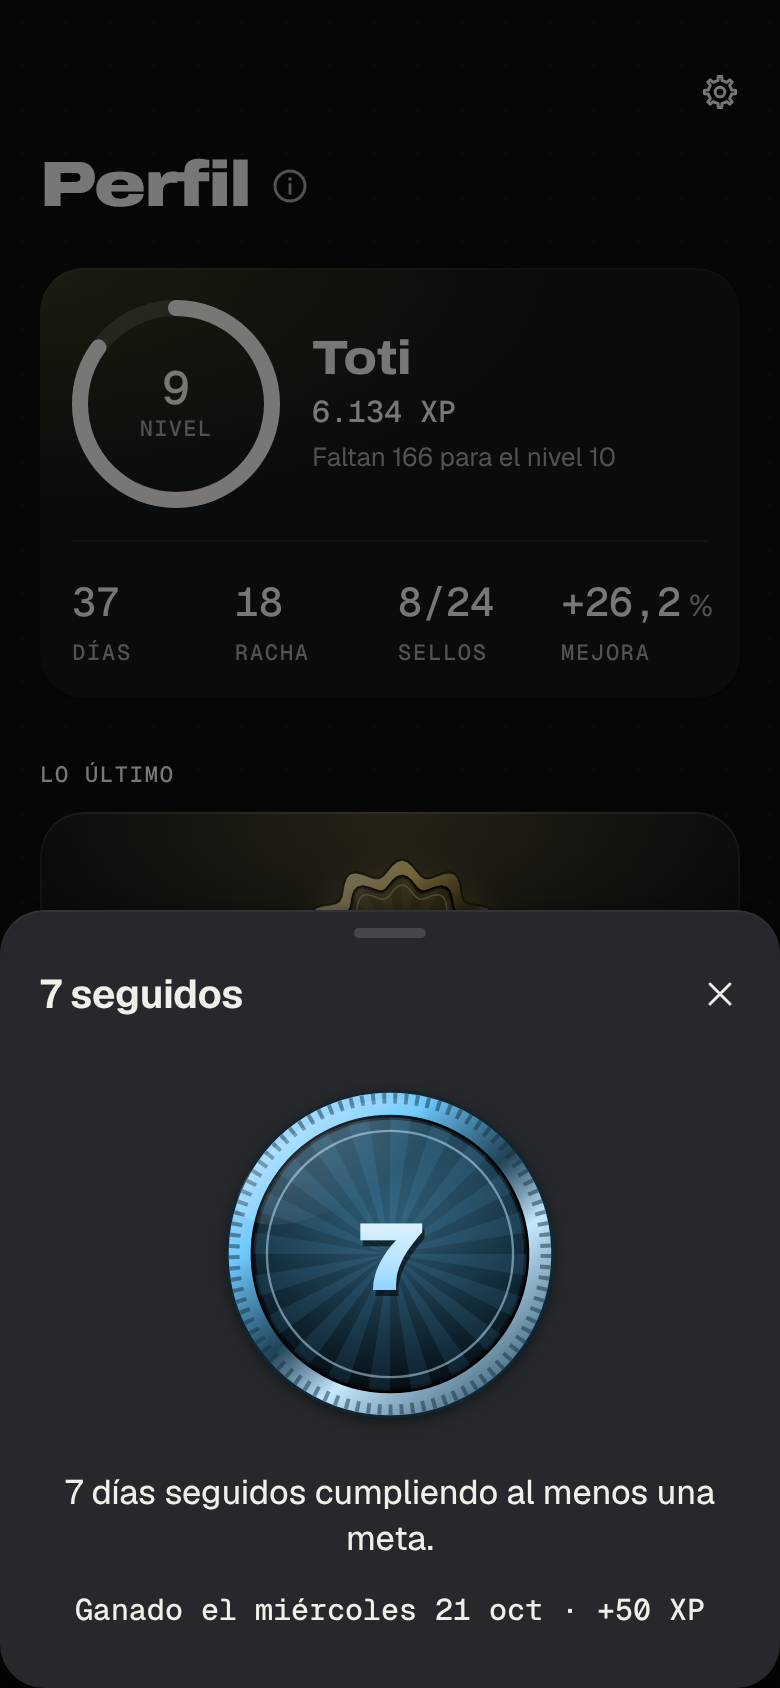 Perfil
9
NIVEL
Toti
6.134 XP
Faltan 166 para el nivel 10
37
DÍAS
18
RACHA
8/24
SELLOS
+26,2 %
MEJORA
LO ÚLTIMO
7 seguidos
7
7 días seguidos cumpliendo al menos una
meta.
Ganado el miércoles 21 oct · +50 XP